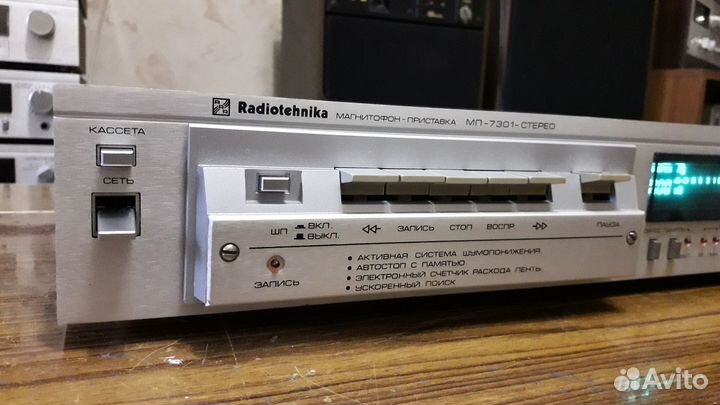 Radiotehnika МАГНИТОФОН-ПРИСТАВКА МП-7301-СТЕРЕО
КАССЕТА
СЕТЬ
ШП ВКЛ.
ВЫКЛ.
ЗАПИСЬ СТОП ВОСПР. ПАУЗА
ЗАПИСЬ
• АКТИВНАЯ СИСТЕМА ШУМОПОНИЖЕНИЯ
• АВТОСТОП С ПАМЯТЬЮ
• ЭЛЕКТРОННЫЙ СЧЕТЧИК РАСХОДА ЛЕНТЫ
• УСКОРЕННЫЙ ПОИСК
Avito